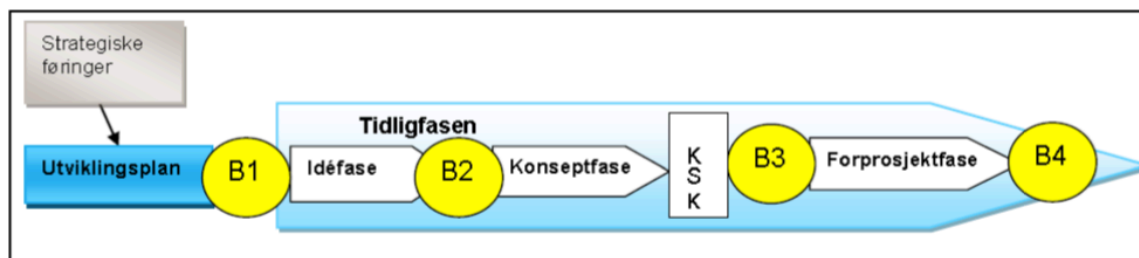 Strategiske
føringer
Tidligfasen
Utviklingsplan
B1
Idéfase
B2
Konseptfase
K
S
K
B3
Forprosjektfase
B4